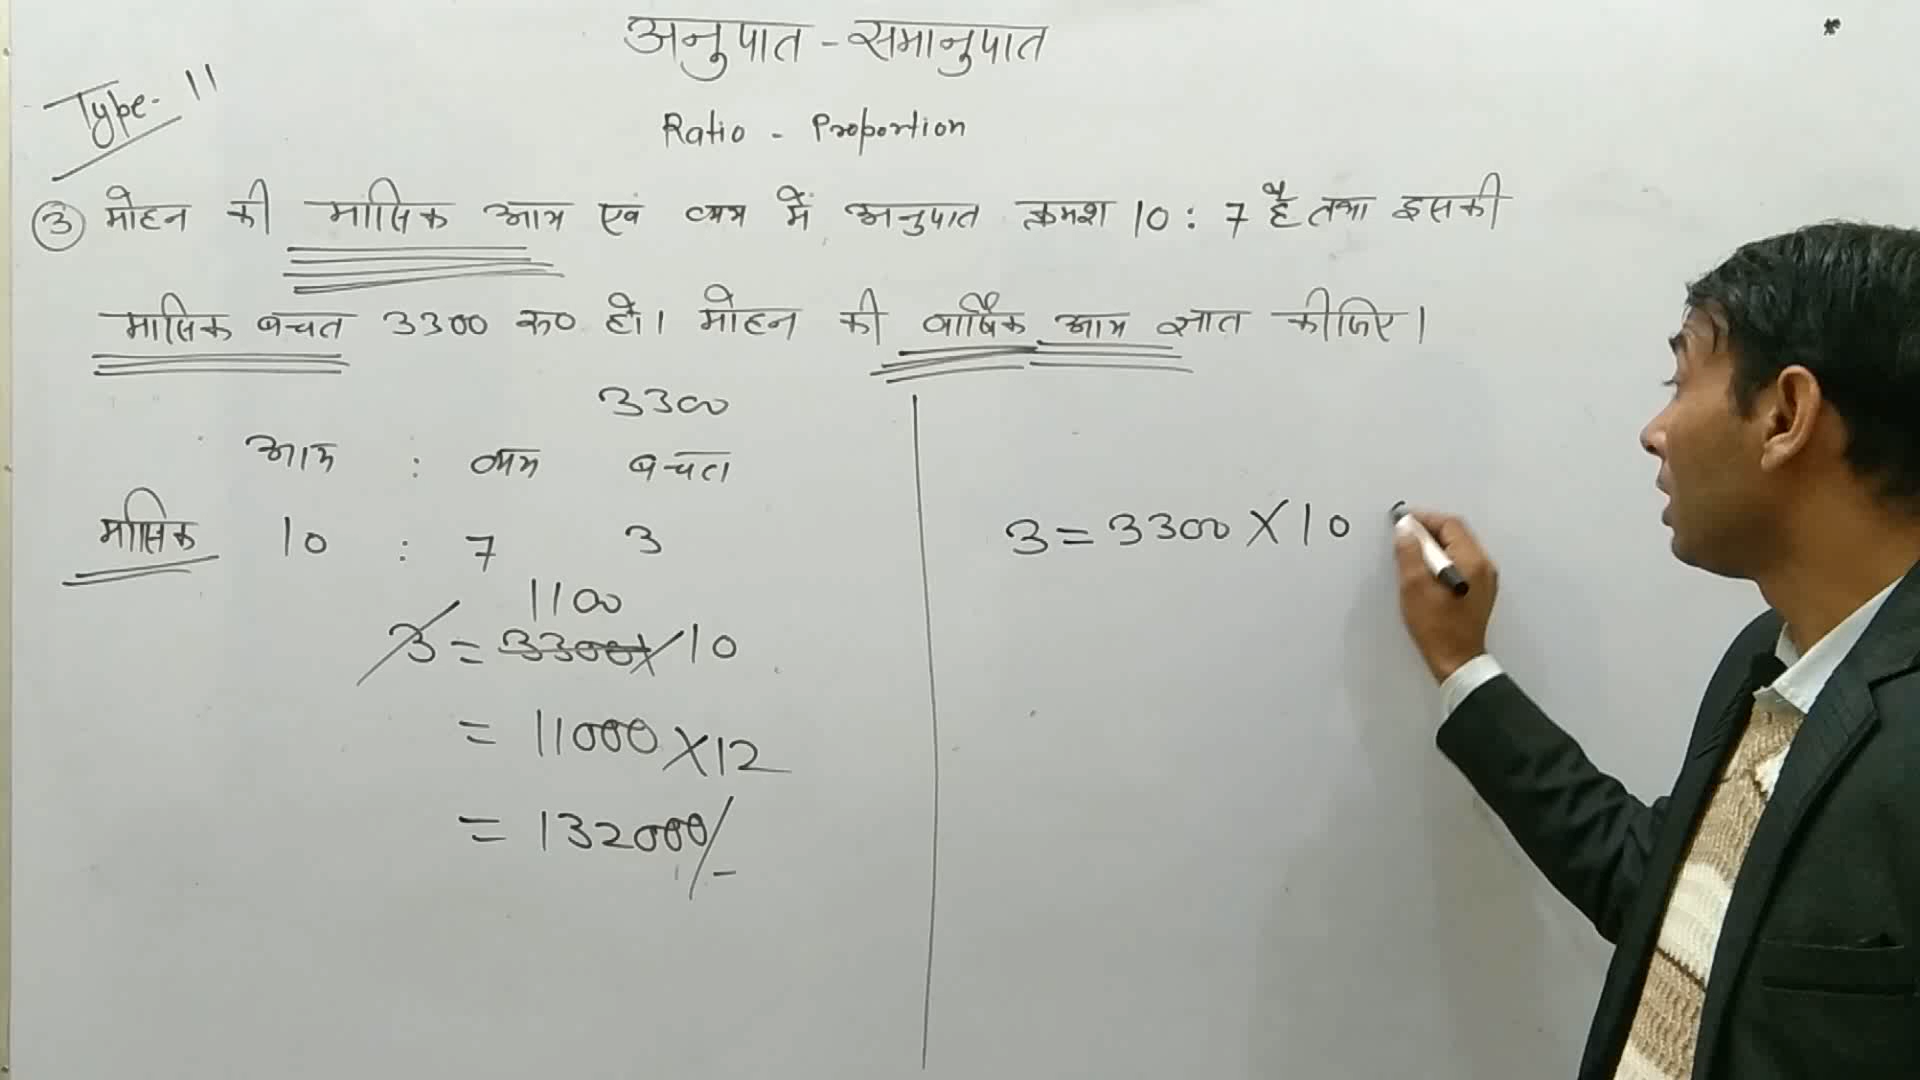 अनुपात - समानुपात
Type - 11
Ratio - Proportion
③ मोहन की मासिक आय एवं व्यय में अनुपात क्रमश 10 : 7 है तथा इसकी
मासिक बचत 3300 रू0 हो। मोहन की वार्षिक आय ज्ञात कीजिए।
3300
आय : व्यय बचत
मासिक 10 : 7 3
1100
3 = 3300 × 10
= 11000 × 12
= 132000/-
3 = 3300 × 10